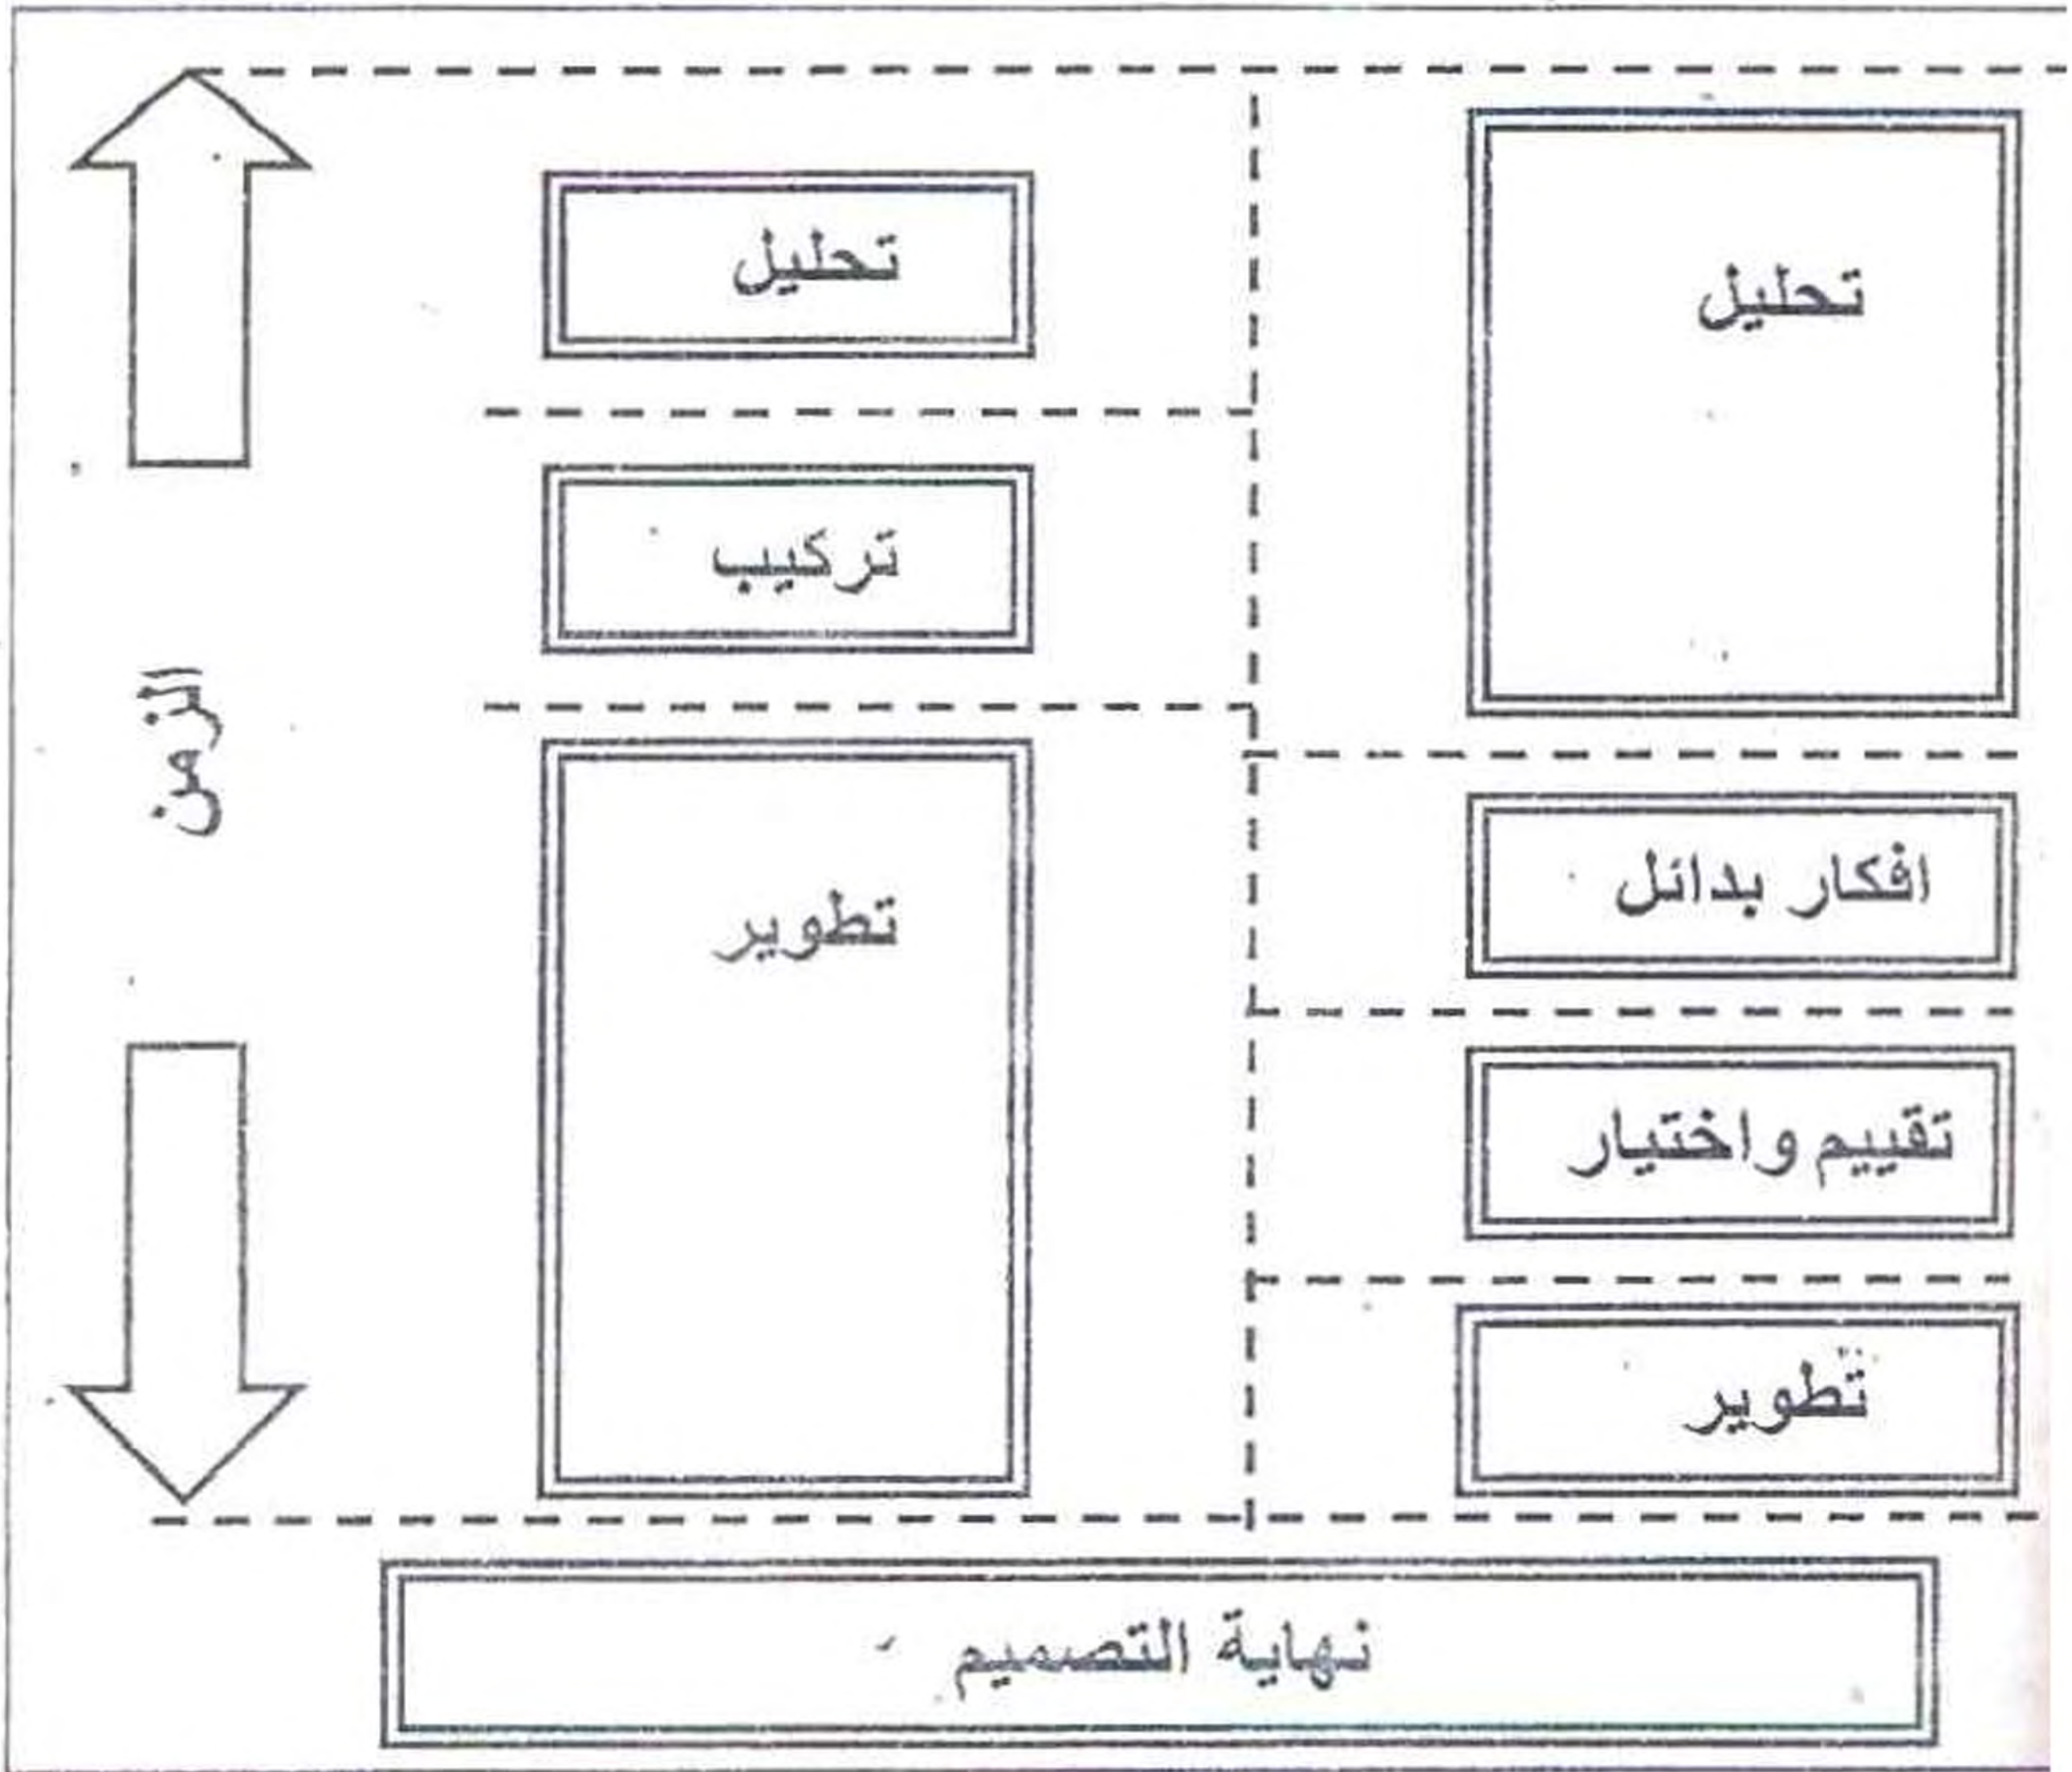 تحليل
افكار بدائل
تقييم واختيار
تطوير
تحليل
تركيب
تطوير
الزمن
نهاية التصميم